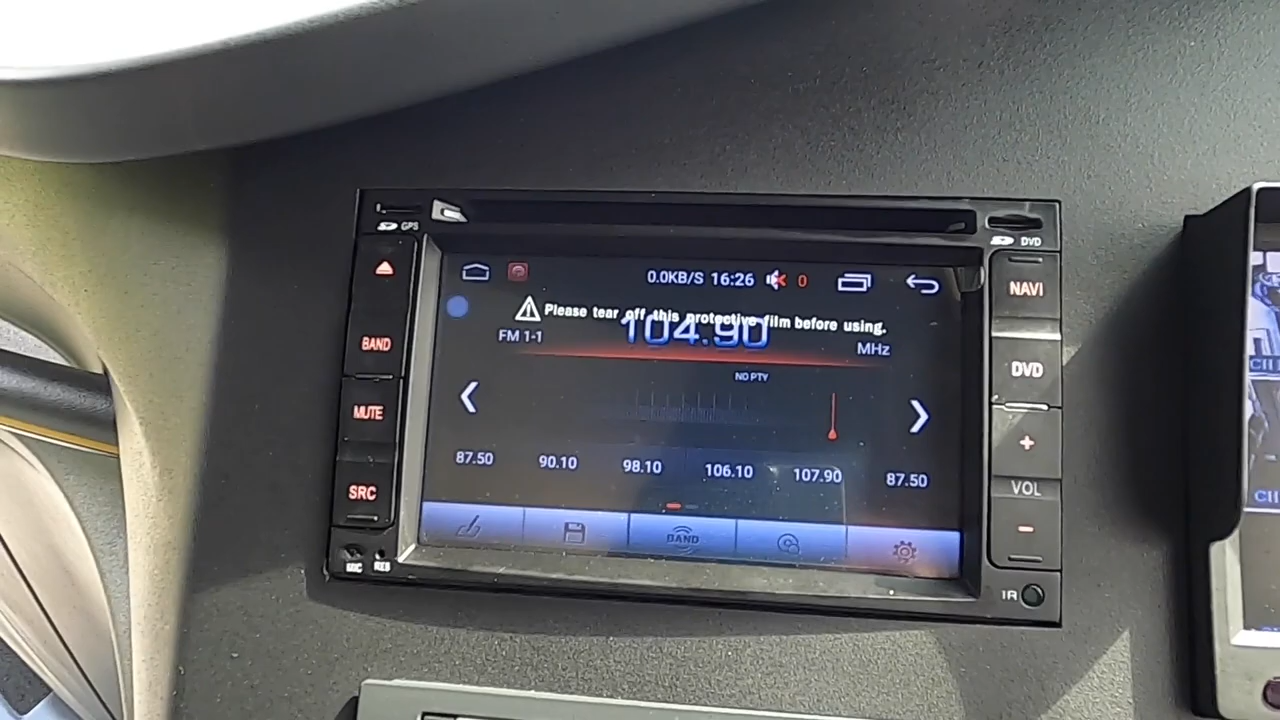 GPS
DVD
0.0KB/S 16:26 0
Please tear off this protective film before using.
FM 1-1
104.90
MHz
NO PTY
87.50 90.10 98.10 106.10 107.90 87.50
BAND
BAND
MUTE
SRC
MIC RES
NAVI
DVD
+
VOL
-
IR